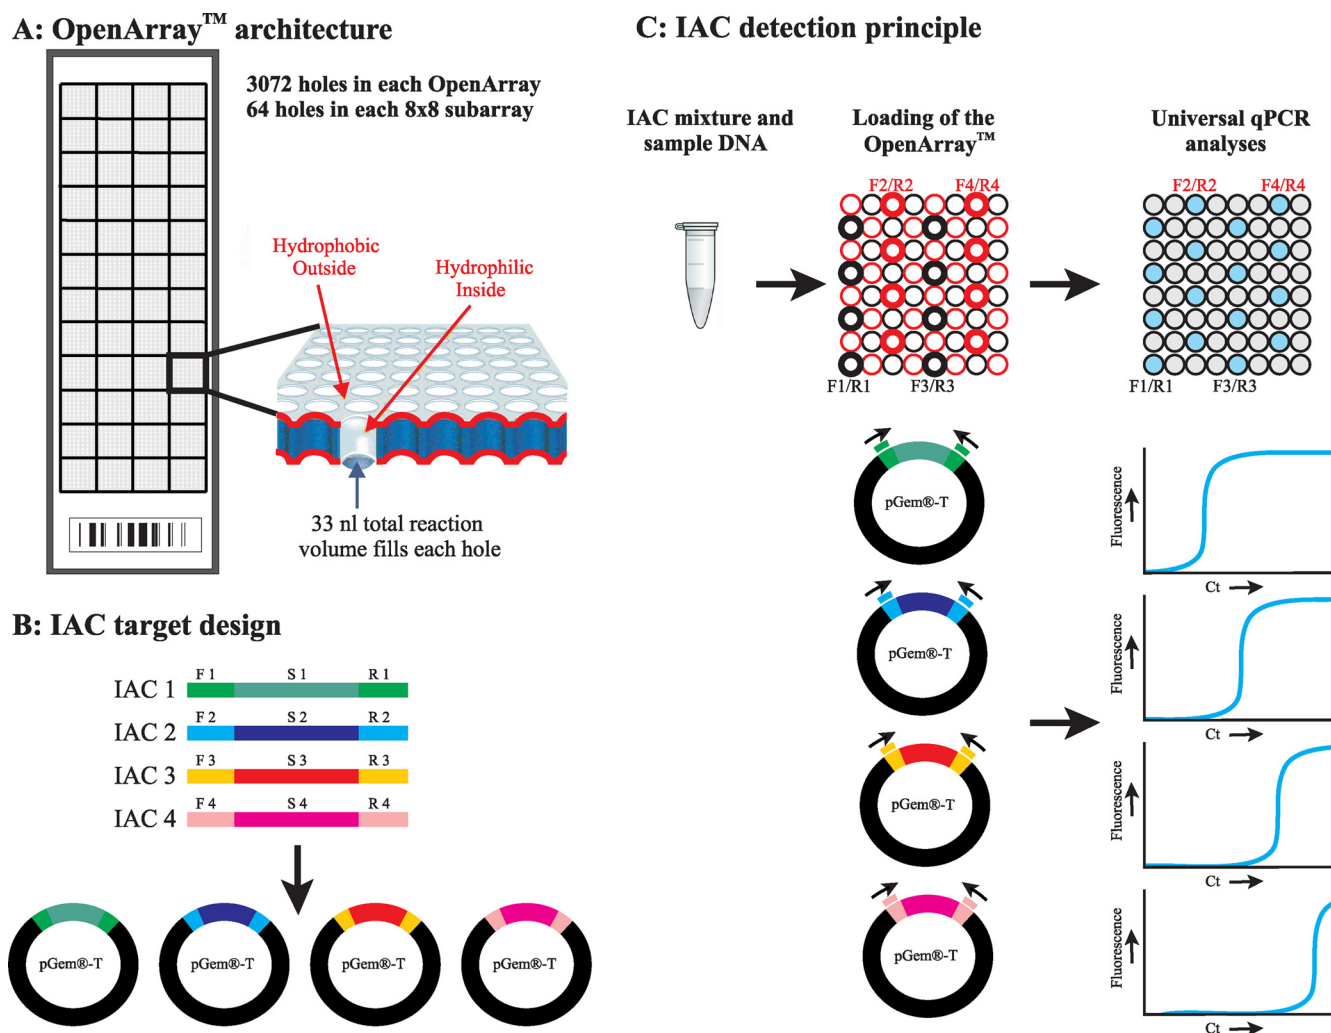 A: OpenArray™ architecture
3072 holes in each OpenArray
64 holes in each 8x8 subarray
Hydrophobic
Outside
Hydrophilic
Inside
33 nl total reaction
volume fills each hole
B: IAC target design
F 1 S 1 R 1
IAC 1
F 2 S 2 R 2
IAC 2
F 3 S 3 R 3
IAC 3
F 4 S 4 R 4
IAC 4
pGem®-T
pGem®-T
pGem®-T
pGem®-T
C: IAC detection principle
IAC mixture and
sample DNA
Loading of the
OpenArray™
Universal qPCR
analyses
F2/R2 F4/R4
F1/R1 F3/R3
F2/R2 F4/R4
F1/R1 F3/R3
pGem®-T
Fluorescence
Ct
pGem®-T
Fluorescence
Ct
pGem®-T
Fluorescence
Ct
pGem®-T
Fluorescence
Ct